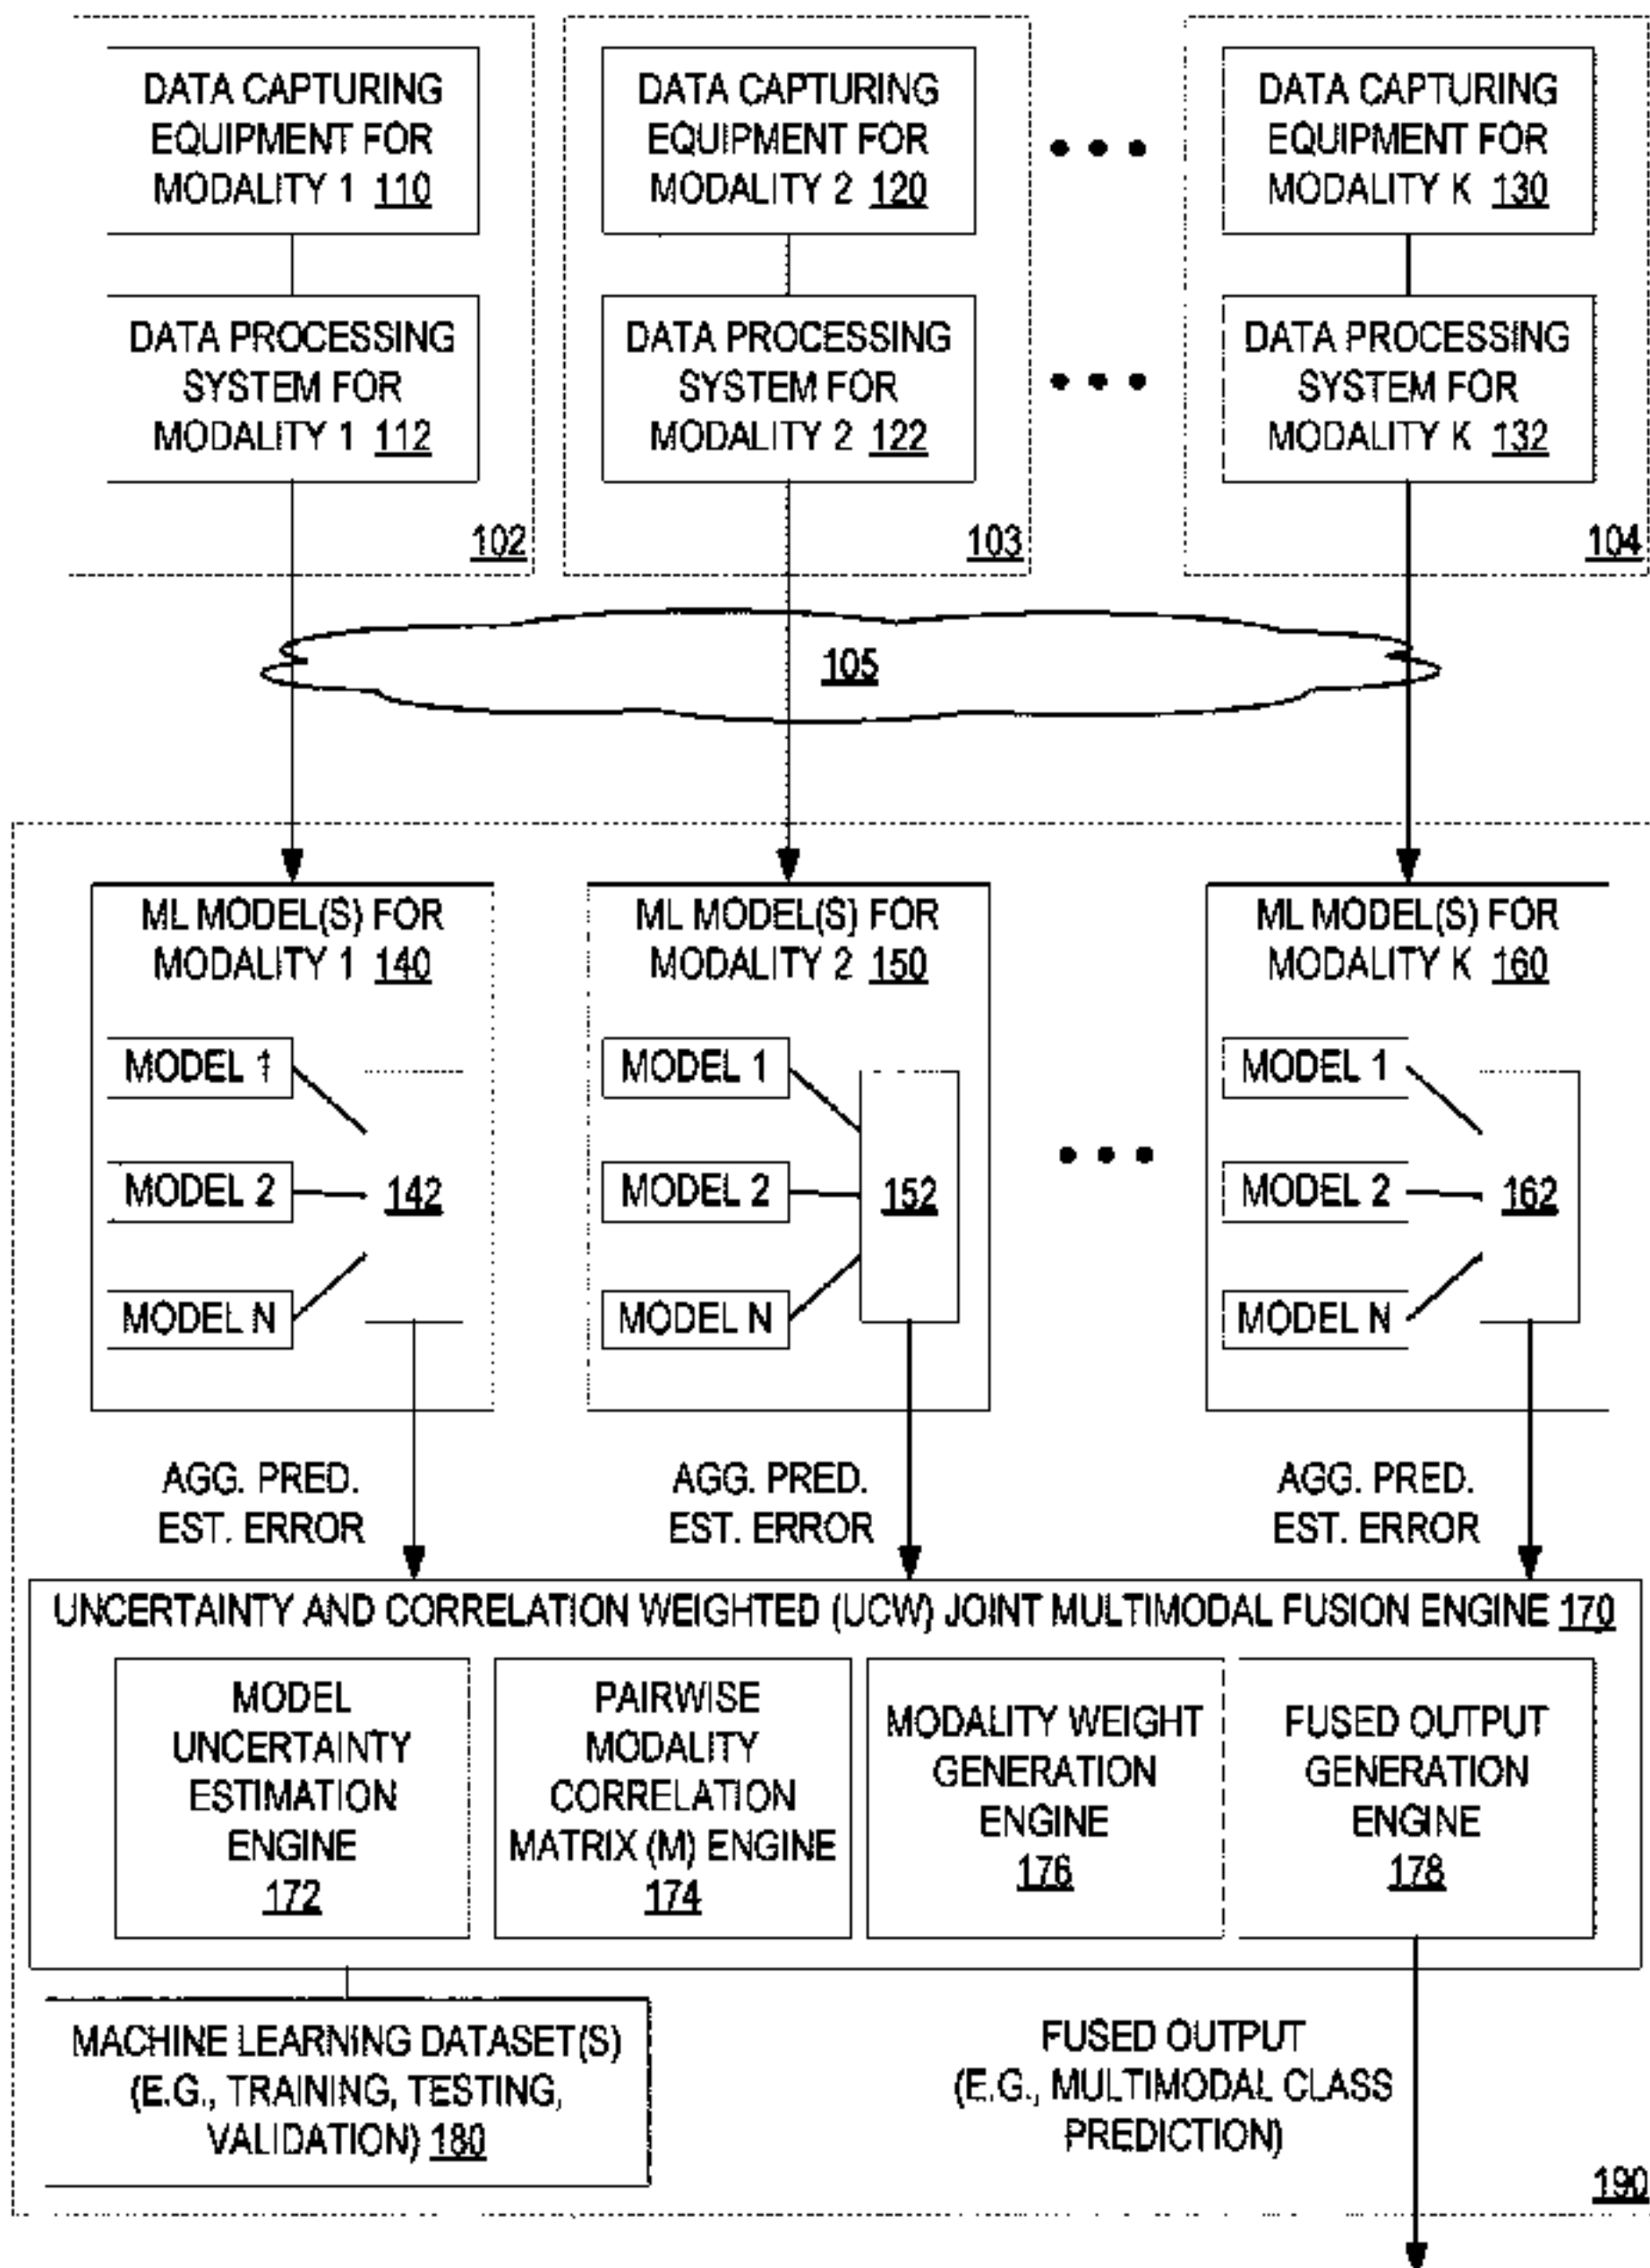 DATA CAPTURING
EQUIPMENT FOR
MODALITY 1 110
DATA CAPTURING
EQUIPMENT FOR
MODALITY 2 120
DATA CAPTURING
EQUIPMENT FOR
MODALITY K 130
DATA PROCESSING
SYSTEM FOR
MODALITY 1 112
DATA PROCESSING
SYSTEM FOR
MODALITY 2 122
DATA PROCESSING
SYSTEM FOR
MODALITY K 132
102
103
104
105
ML MODEL(S) FOR
MODALITY 1 140
MODEL 1
MODEL 2
MODEL N
142
ML MODEL(S) FOR
MODALITY 2 150
MODEL 1
MODEL 2
MODEL N
152
ML MODEL(S) FOR
MODALITY K 160
MODEL 1
MODEL 2
MODEL N
162
AGG. PRED.
EST. ERROR
AGG. PRED.
EST. ERROR
AGG. PRED.
EST. ERROR
UNCERTAINTY AND CORRELATION WEIGHTED (UCW) JOINT MULTIMODAL FUSION ENGINE 170
MODEL
UNCERTAINTY
ESTIMATION
ENGINE
172
PAIRWISE
MODALITY
CORRELATION
MATRIX (M) ENGINE
174
MODALITY WEIGHT
GENERATION
ENGINE
176
FUSED OUTPUT
GENERATION
ENGINE
178
MACHINE LEARNING DATASET(S)
(E.G., TRAINING, TESTING,
VALIDATION) 180
FUSED OUTPUT
(E.G., MULTIMODAL CLASS
PREDICTION)
190